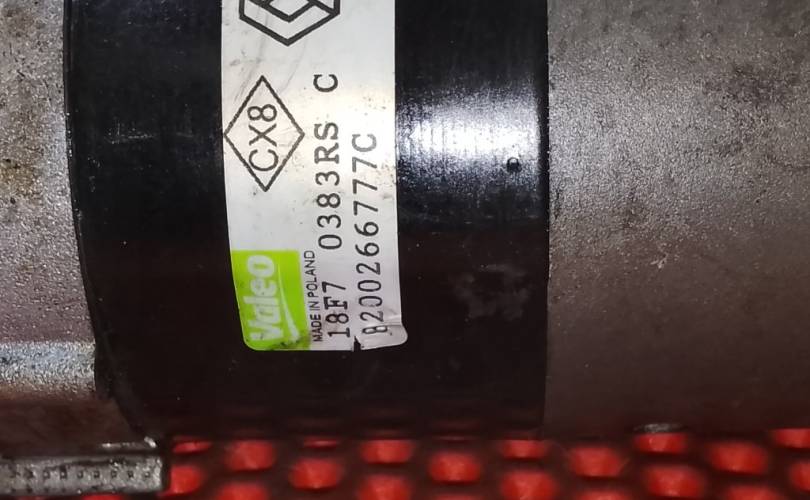 CX8
Valeo
MADE IN POLAND
18F7 0383RS C
8200266777C